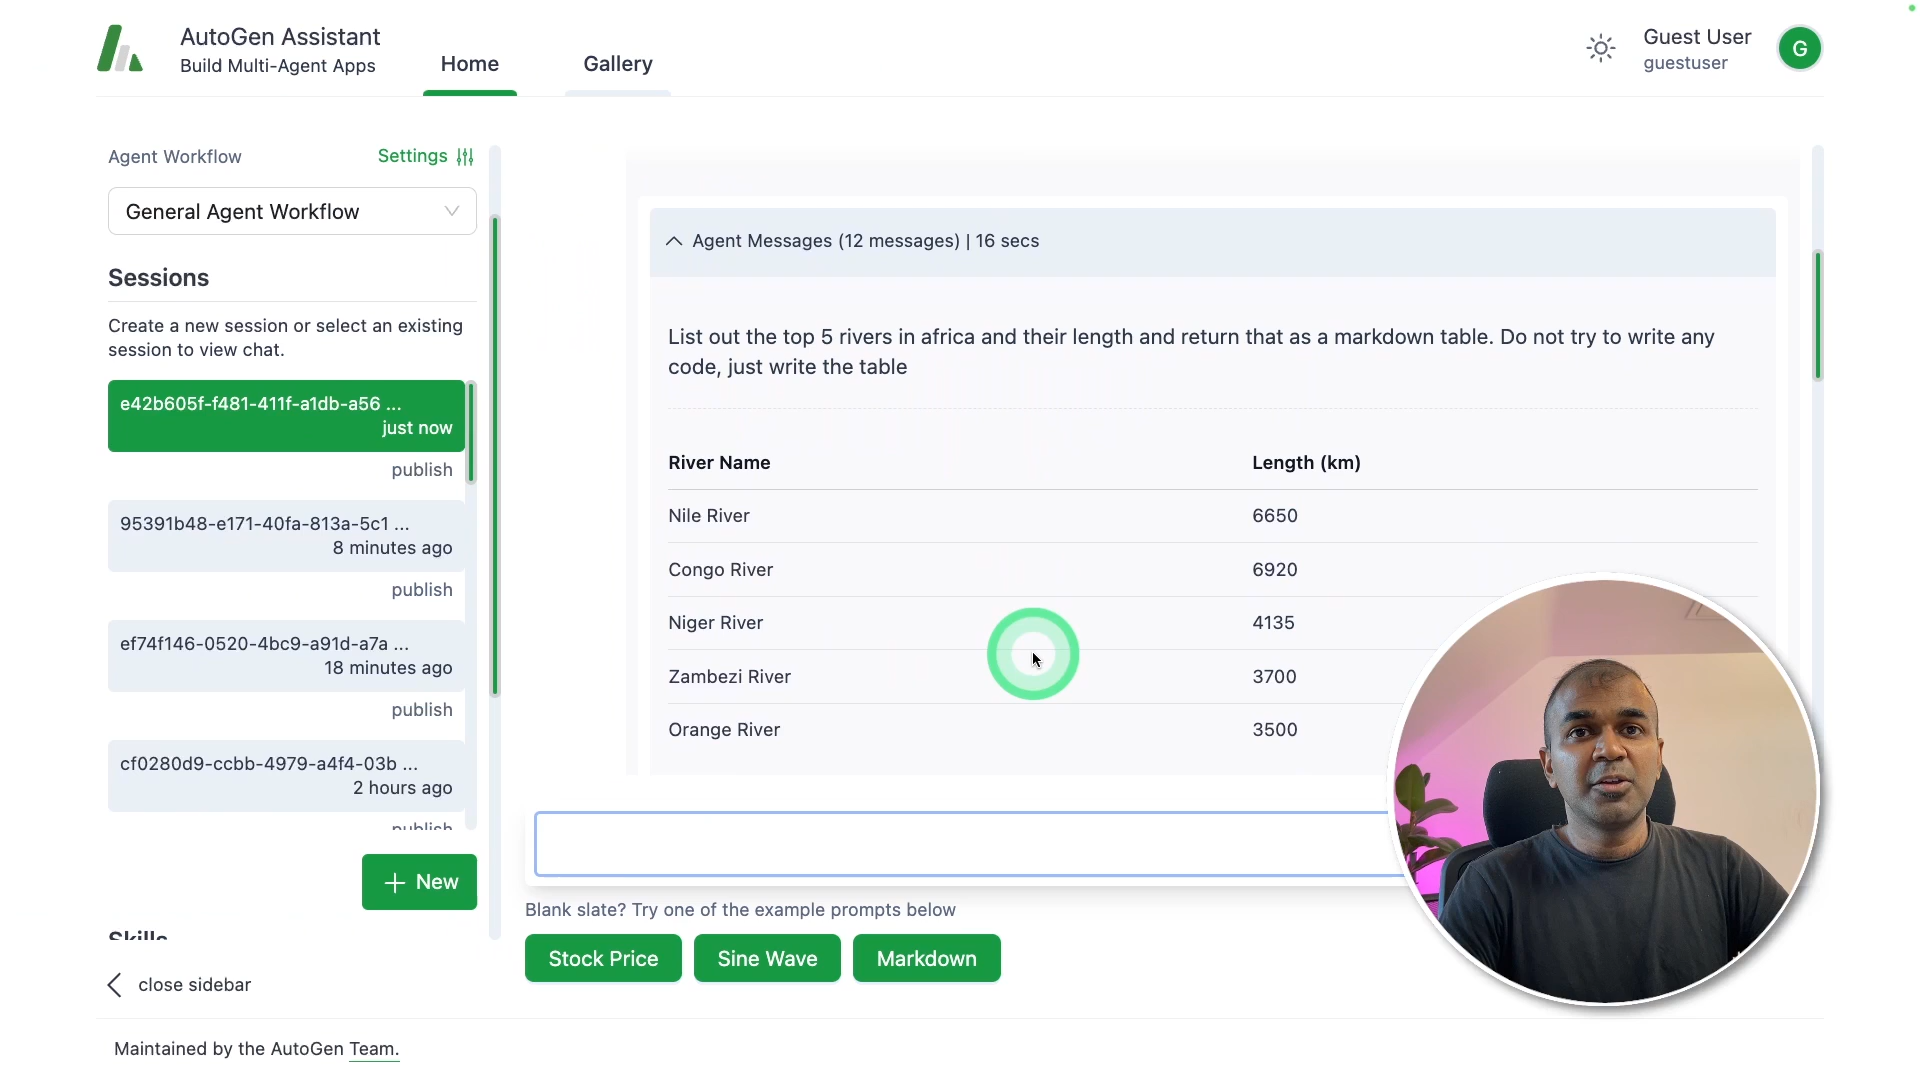 AutoGen Assistant
Build Multi-Agent Apps
Home
Gallery
Guest User
guestuser
G
Agent Workflow
Settings
General Agent Workflow
Sessions
Create a new session or select an existing
session to view chat.
e42b605f-f481-411f-a1db-a56 ...
just now
publish
95391b48-e171-40fa-813a-5c1 ...
8 minutes ago
publish
ef74f146-0520-4bc9-a91d-a7a ...
18 minutes ago
publish
cf0280d9-ccbb-4979-a4f4-03b ...
2 hours ago
publish
New
Skills
close sidebar
Agent Messages (12 messages) | 16 secs
List out the top 5 rivers in africa and their length and return that as a markdown table. Do not try to write any
code, just write the table
River Name Length (km)
Nile River 6650
Congo River 6920
Niger River 4135
Zambezi River 3700
Orange River 3500
Blank slate? Try one of the example prompts below
Stock Price
Sine Wave
Markdown
Maintained by the AutoGen Team.